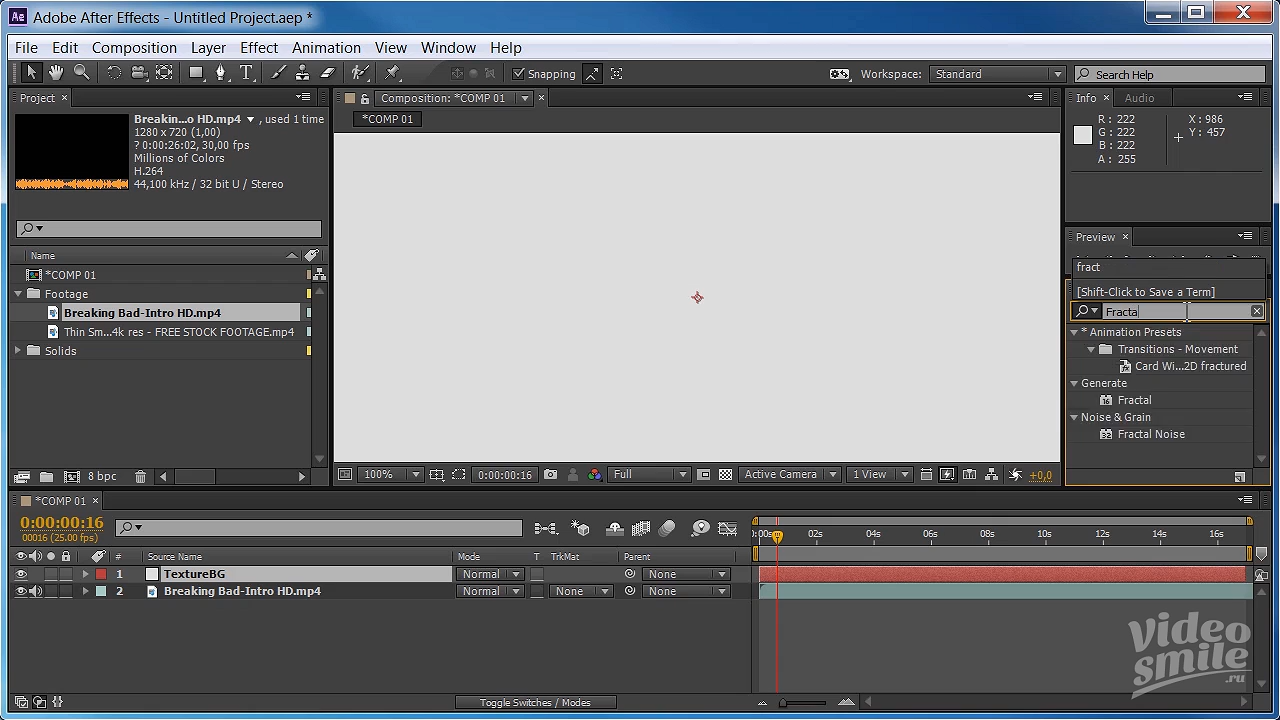 Ae Adobe After Effects - Untitled Project.aep *
File Edit Composition Layer Effect Animation View Window Help
Snapping
Workspace: Standard
Search Help
Project
Breakin...o HD.mp4 , used 1 time
1280 x 720 (1,00)
? 0:00:26:02, 30,00 fps
Millions of Colors
H.264
44,100 kHz / 32 bit U / Stereo
Name
*COMP 01
Footage
Breaking Bad-Intro HD.mp4
Thin Sm...4k res - FREE STOCK FOOTAGE.mp4
Solids
8 bpc
Composition: *COMP 01
*COMP 01
100%
0:00:00:16
Full
Active Camera
1 View
+0,0
Info Audio
R : 222
G : 222
B : 222
A : 255
X : 986
Y : 457
Preview
fract
[Shift-Click to Save a Term]
Fracta
* Animation Presets
Transitions - Movement
Card Wi...2D fractured
Generate
Fractal
Noise & Grain
Fractal Noise
*COMP 01
0:00:00:16
00016 (25.00 fps)
# Source Name Mode T TrkMat Parent
1 TextureBG Normal None
2 Breaking Bad-Intro HD.mp4 Normal None None
Toggle Switches / Modes
:00s 02s 04s 06s 08s 10s 12s 14s 16s
video
smile
.ru